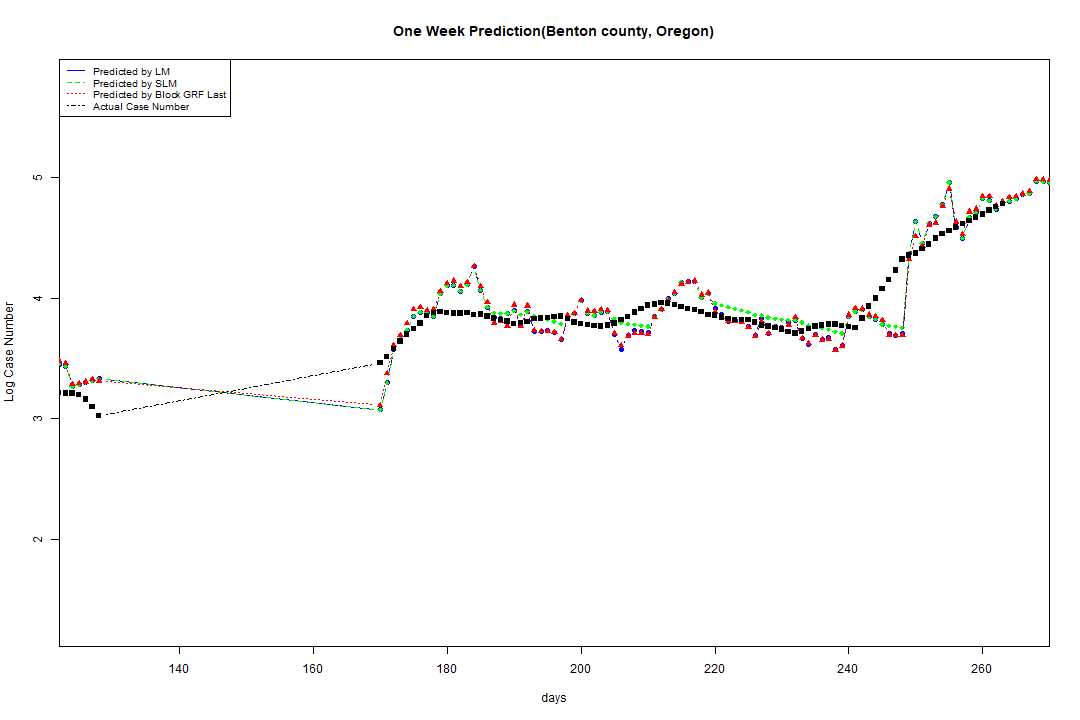 One Week Prediction(Benton county, Oregon)
Predicted by LM
Predicted by SLM
Predicted by Block GRF Last
Actual Case Number
5
4
3
2
Log Case Number
140 160 180 200 220 240 260
days